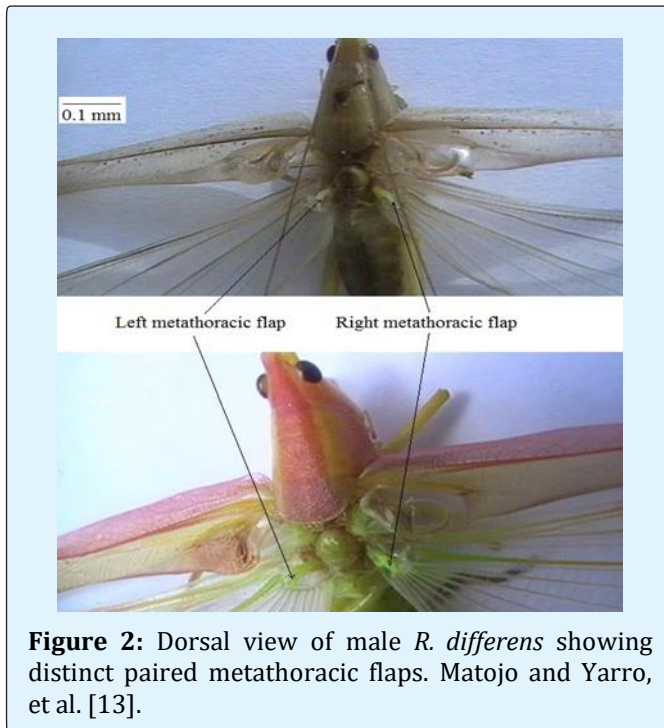 0.1 mm
Left metathoracic flap
Right metathoracic flap
Figure 2: Dorsal view of male R. differens showing
distinct paired metathoracic flaps. Matojo and Yarro,
et al. [13].